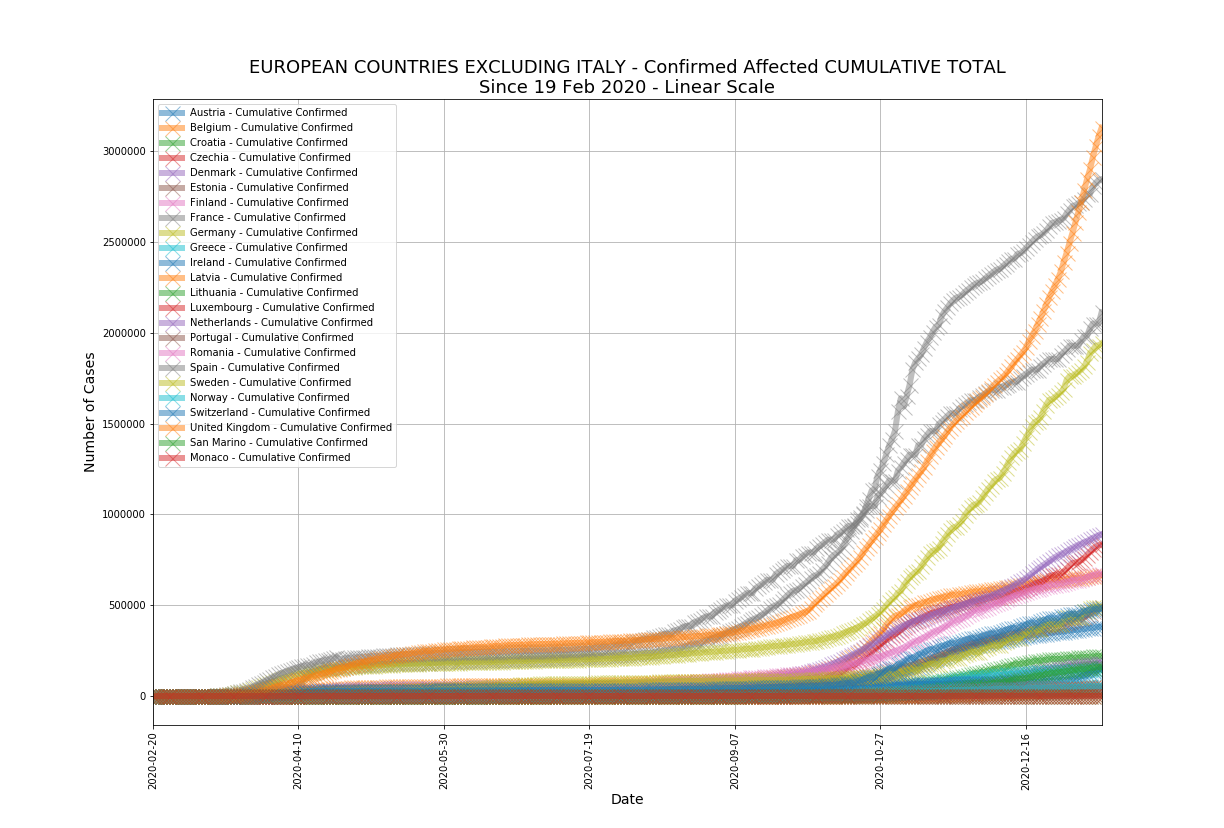 EUROPEAN COUNTRIES EXCLUDING ITALY - Confirmed Affected CUMULATIVE TOTAL
Since 19 Feb 2020 - Linear Scale
Austria - Cumulative Confirmed
Belgium - Cumulative Confirmed
Croatia - Cumulative Confirmed
Czechia - Cumulative Confirmed
Denmark - Cumulative Confirmed
Estonia - Cumulative Confirmed
Finland - Cumulative Confirmed
France - Cumulative Confirmed
Germany - Cumulative Confirmed
Greece - Cumulative Confirmed
Ireland - Cumulative Confirmed
Latvia - Cumulative Confirmed
Lithuania - Cumulative Confirmed
Luxembourg - Cumulative Confirmed
Netherlands - Cumulative Confirmed
Portugal - Cumulative Confirmed
Romania - Cumulative Confirmed
Spain - Cumulative Confirmed
Sweden - Cumulative Confirmed
Norway - Cumulative Confirmed
Switzerland - Cumulative Confirmed
United Kingdom - Cumulative Confirmed
San Marino - Cumulative Confirmed
Monaco - Cumulative Confirmed
Number of Cases
3000000
2500000
2000000
1500000
1000000
500000
0
2020-02-20
2020-04-10
2020-05-30
2020-07-19
2020-09-07
2020-10-27
2020-12-16
Date